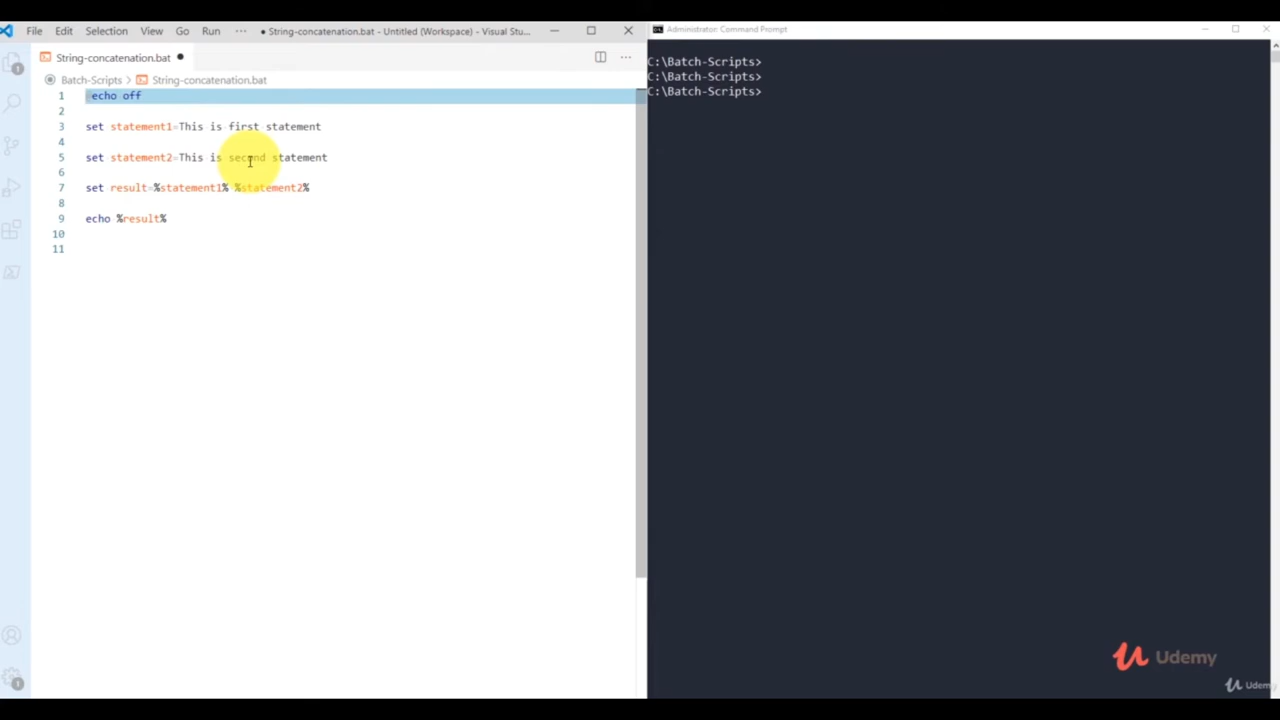 File Edit Selection View Go Run ··· ● String-concatenation.bat - Untitled (Workspace) - Visual Stu...
String-concatenation.bat ●
Batch-Scripts > String-concatenation.bat
1 @echo off
2
3 set statement1=This is first statement
4
5 set statement2=This is second statement
6
7 set result=%statement1% %statement2%
8
9 echo %result%
10
11
1
1
Administrator: Command Prompt
C:\Batch-Scripts>
C:\Batch-Scripts>
C:\Batch-Scripts>
Udemy
Udemy